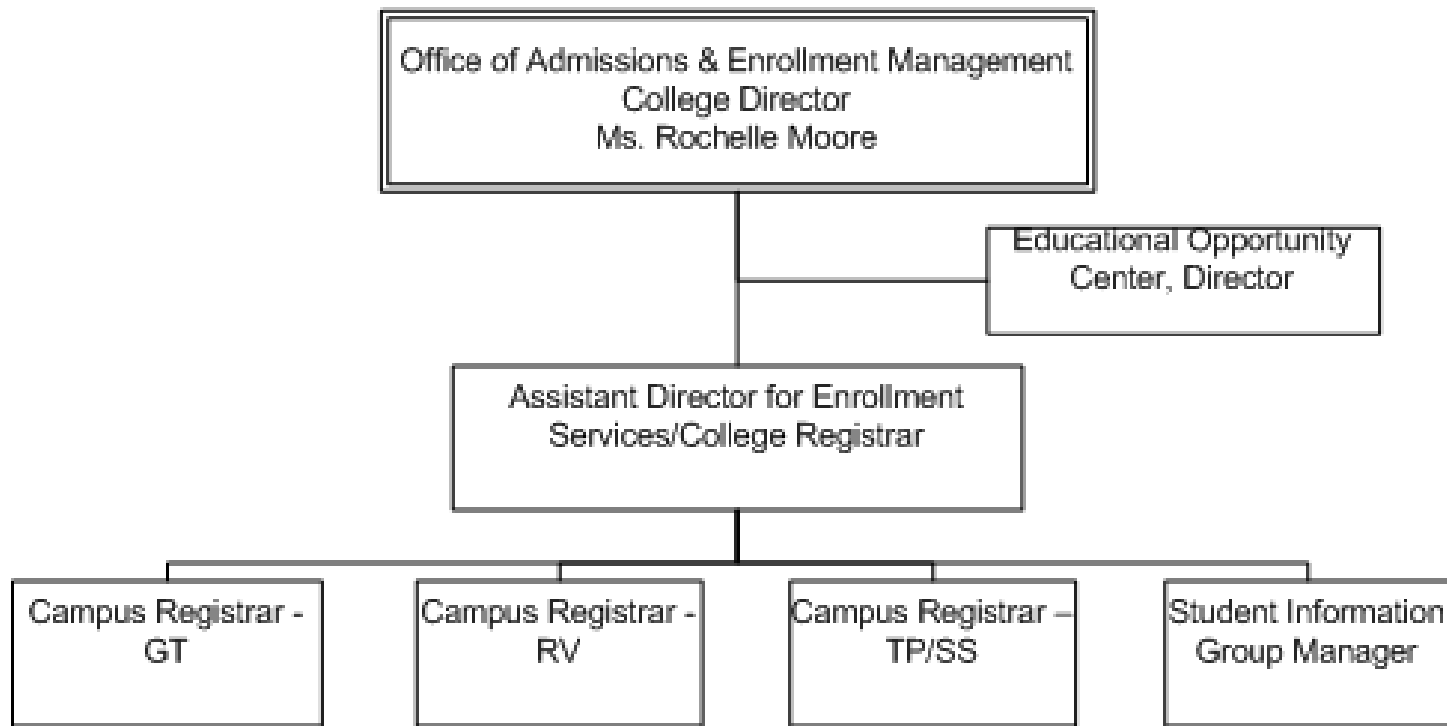 Office of Admissions & Enrollment Management
College Director
Ms. Rochelle Moore
Educational Opportunity
Center, Director
Assistant Director for Enrollment
Services/College Registrar
Campus Registrar -
GT
Campus Registrar -
RV
Campus Registrar –
TP/SS
Student Information
Group Manager